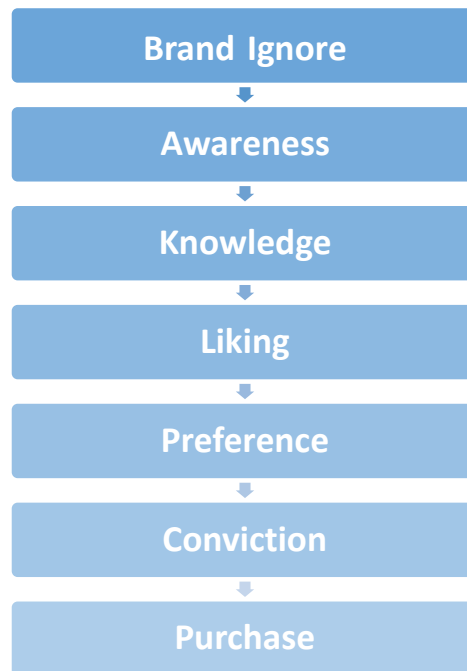 Brand Ignore
Awareness
Knowledge
Liking
Preference
Conviction
Purchase